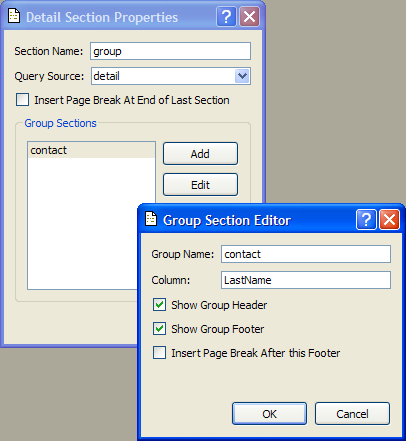 Detail Section Properties
Section Name: group
Query Source: detail
Insert Page Break At End of Last Section
Group Sections
contact
Add
Edit
Group Section Editor
Group Name: contact
Column: LastName
Show Group Header
Show Group Footer
Insert Page Break After this Footer
OK Cancel